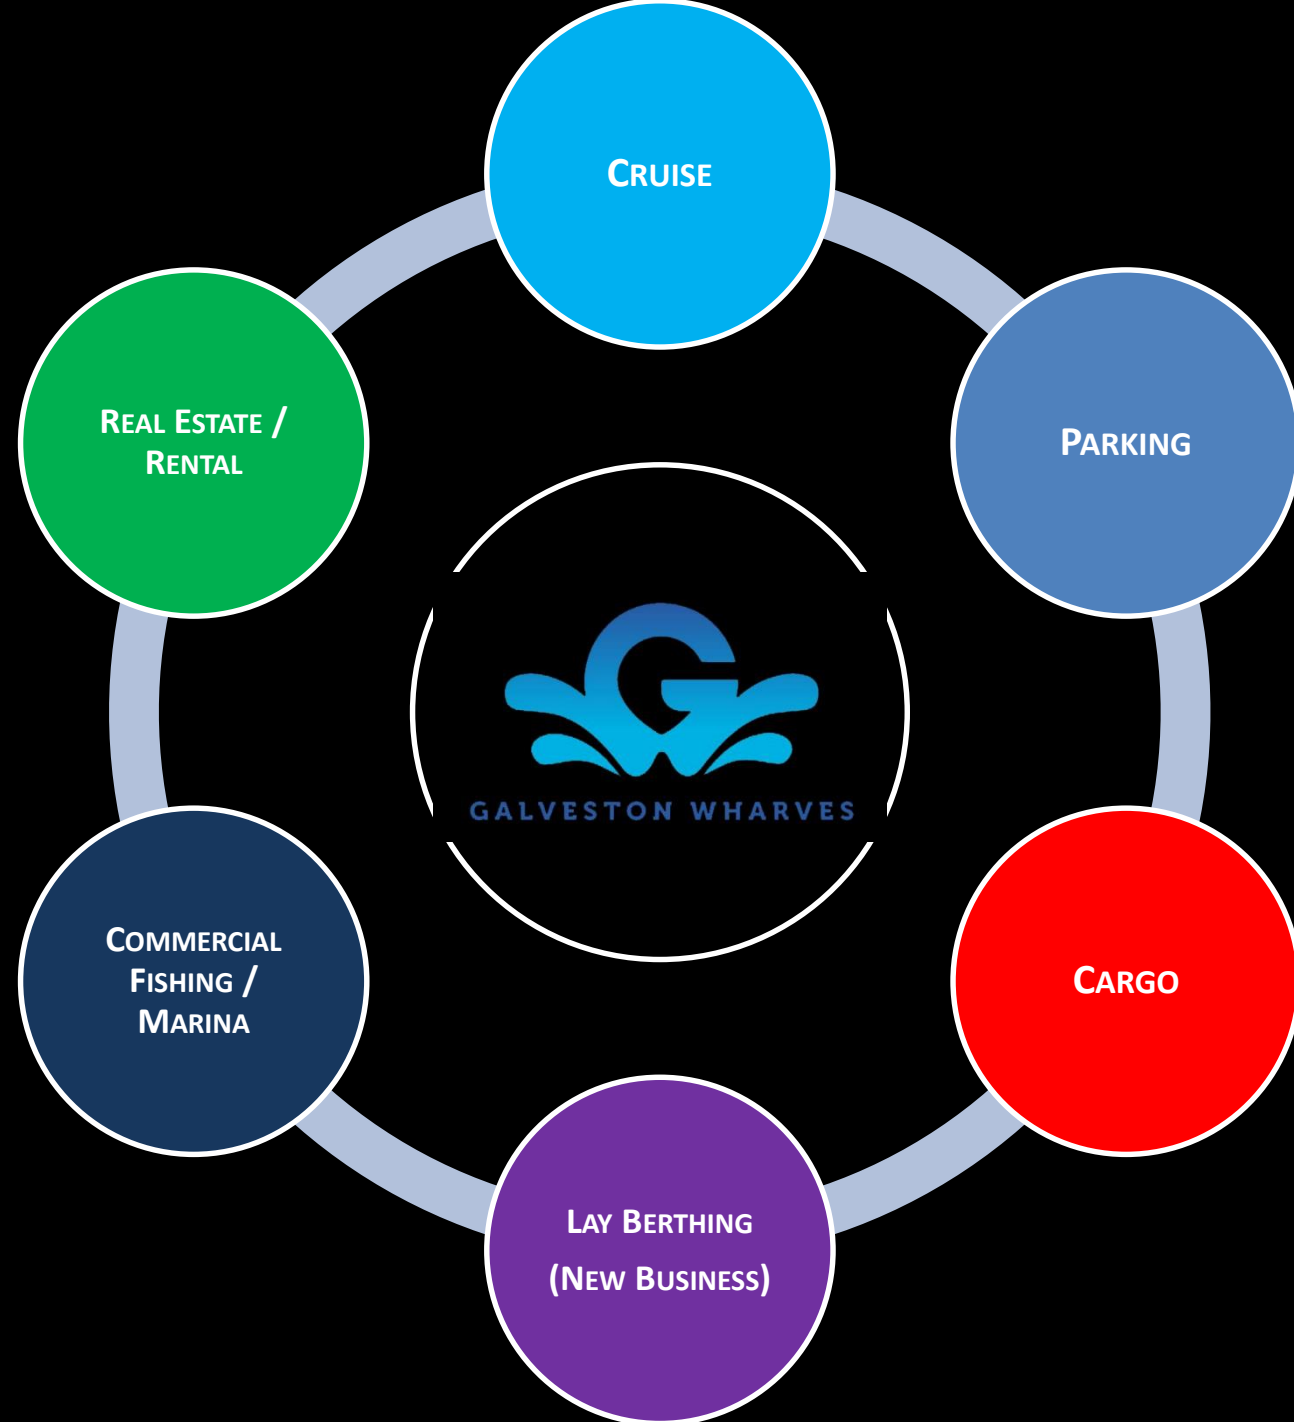 CRUISE
PARKING
CARGO
LAY BERTHING
(NEW BUSINESS)
COMMERCIAL
FISHING /
MARINA
REAL ESTATE /
RENTAL
GALVESTON WHARVES